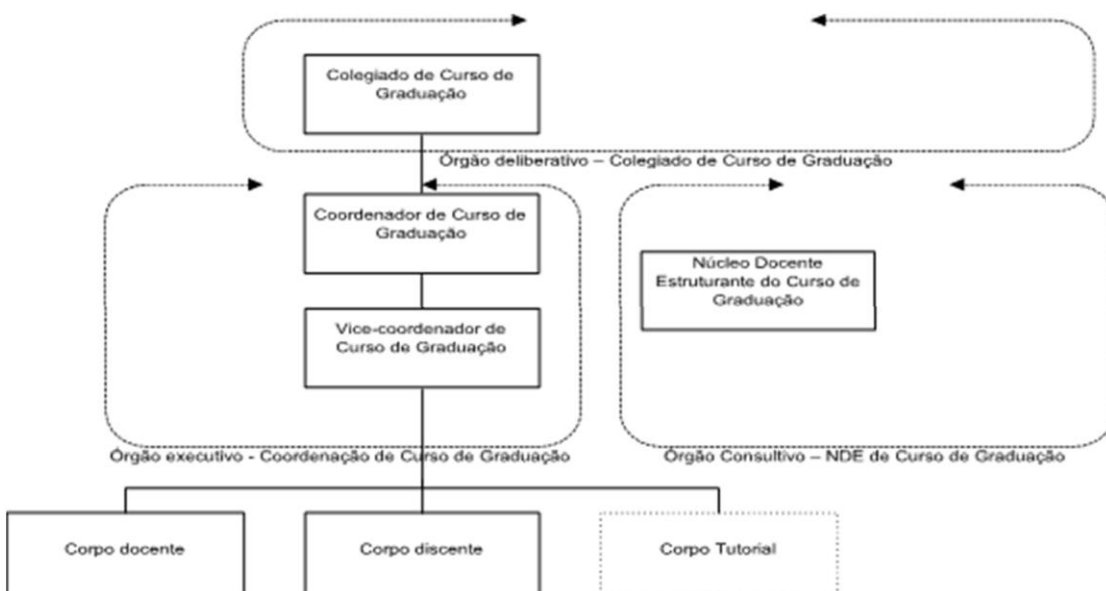 Colegiado de Curso de
Graduação
Órgão deliberativo – Colegiado de Curso de Graduação
Coordenador de Curso de
Graduação
Núcleo Docente
Estruturante do Curso de
Graduação
Vice-coordenador de
Curso de Graduação
Órgão executivo - Coordenação de Curso de Graduação
Órgão Consultivo – NDE de Curso de Graduação
Corpo docente
Corpo discente
Corpo Tutorial